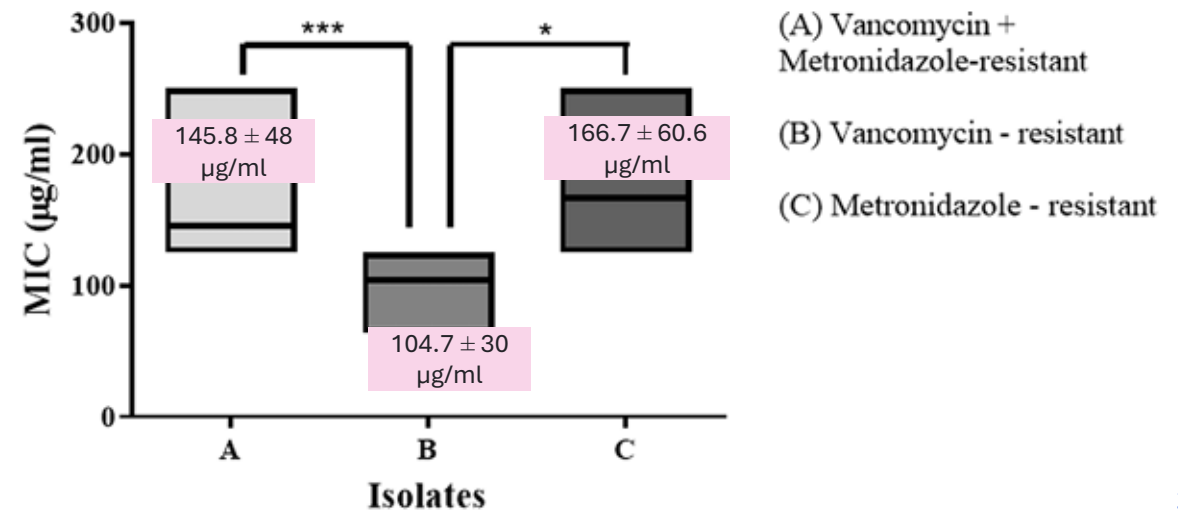 300
***
*
(A) Vancomycin +
Metronidazole-resistant
145.8 ± 48
µg/ml
166.7 ± 60.6
µg/ml
(B) Vancomycin - resistant
200
MIC (µg/ml)
(C) Metronidazole - resistant
100
104.7 ± 30
µg/ml
0
A
B
C
Isolates